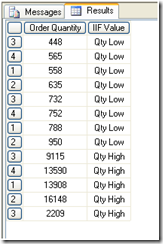 Messages Results
Order Quantity IIF Value
3 448 Qty Low
4 565 Qty Low
1 558 Qty Low
2 635 Qty Low
3 732 Qty Low
4 752 Qty Low
1 788 Qty Low
2 950 Qty Low
3 9115 Qty High
4 13590 Qty High
1 13908 Qty High
2 16148 Qty High
3 2209 Qty High